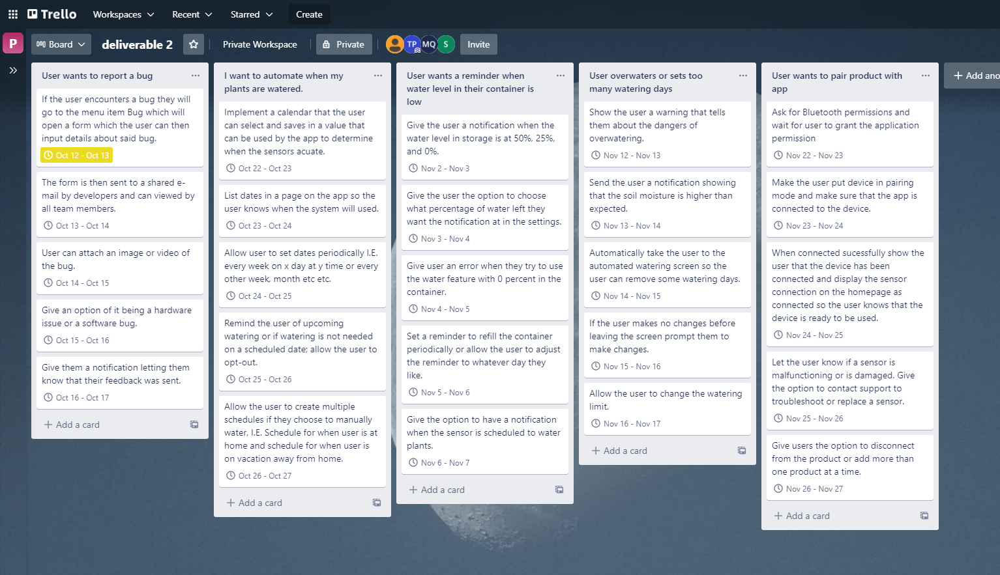 Trello
Workspaces
Recent
Starred
Create
P
Board
deliverable 2
Private Workspace
Private
TP
MQ
S
Invite
User wants to report a bug
If the user encounters a bug they will
go to the menu item Bug which will
open a form which the user can then
input details about said bug.
Oct 12 - Oct 13
The form is then sent to a shared e-
mail by developers and can viewed by
all team members.
Oct 13 - Oct 14
User can attach an image or video of
the bug.
Oct 14 - Oct 15
Give an option of it being a hardware
issue or a software bug.
Oct 15 - Oct 16
Give them a notification letting them
know that their feedback was sent.
Oct 16 - Oct 17
Add a card
I want to automate when my
plants are watered.
Implement a calendar that the user
can select and saves in a value that
can be used by the app to determine
when the sensors acuate.
Oct 22 - Oct 23
List dates in a page on the app so the
user knows when the system will used.
Oct 23 - Oct 24
Allow user to set dates periodically I.E.
every week on x day at y time or every
other week, month etc etc.
Oct 24 - Oct 25
Remind the user of upcoming
watering or if watering is not needed
on a scheduled date; allow the user to
opt-out.
Oct 25 - Oct 26
Allow the user to create multiple
schedules if they choose to manually
water, I.E. Schedule for when user is at
home and schedule for when user is
on vacation away from home.
Oct 26 - Oct 27
Add a card
User wants a reminder when
water level in their container is
low
Give the user a notification when the
water level in storage is at 50%, 25%,
and 0%.
Nov 2 - Nov 3
Give the user the option to choose
what percentage of water left they
want the notification at in the settings.
Nov 3 - Nov 4
Give user an error when they try to use
the water feature with 0 percent in the
container.
Nov 4 - Nov 5
Set a reminder to refill the container
periodically or allow the user to adjust
the reminder to whatever day they
like.
Nov 5 - Nov 6
Give the option to have a notification
when the sensor is scheduled to water
plants.
Nov 6 - Nov 7
Add a card
User overwaters or sets too
many watering days
Show the user a warning that tells
them about the dangers of
overwatering.
Nov 12 - Nov 13
Send the user a notification showing
that the soil moisture is higher than
expected.
Nov 13 - Nov 14
Automatically take the user to the
automated watering screen so the
user can remove some watering days.
Nov 14 - Nov 15
If the user makes no changes before
leaving the screen prompt them to
make changes.
Nov 15 - Nov 16
Allow the user to change the watering
limit.
Nov 16 - Nov 17
Add a card
User wants to pair product with
app
Ask for Bluetooth permissions and
wait for user to grant the application
permission
Nov 22 - Nov 23
Make the user put device in pairing
mode and make sure that the app is
connected to the device.
Nov 23 - Nov 24
When connected sucessfully show the
user that the device has been
connected and display the sensor
connection on the homepage as
connected so the user knows that the
device is ready to be used.
Nov 24 - Nov 25
Let the user know if a sensor is
malfunctioning or is damaged. Give
the option to contact support to
troubleshoot or replace a sensor.
Nov 25 - Nov 26
Give users the option to disconnect
from the product or add more than
one product at a time.
Nov 26 - Nov 27
Add a card
Add ano